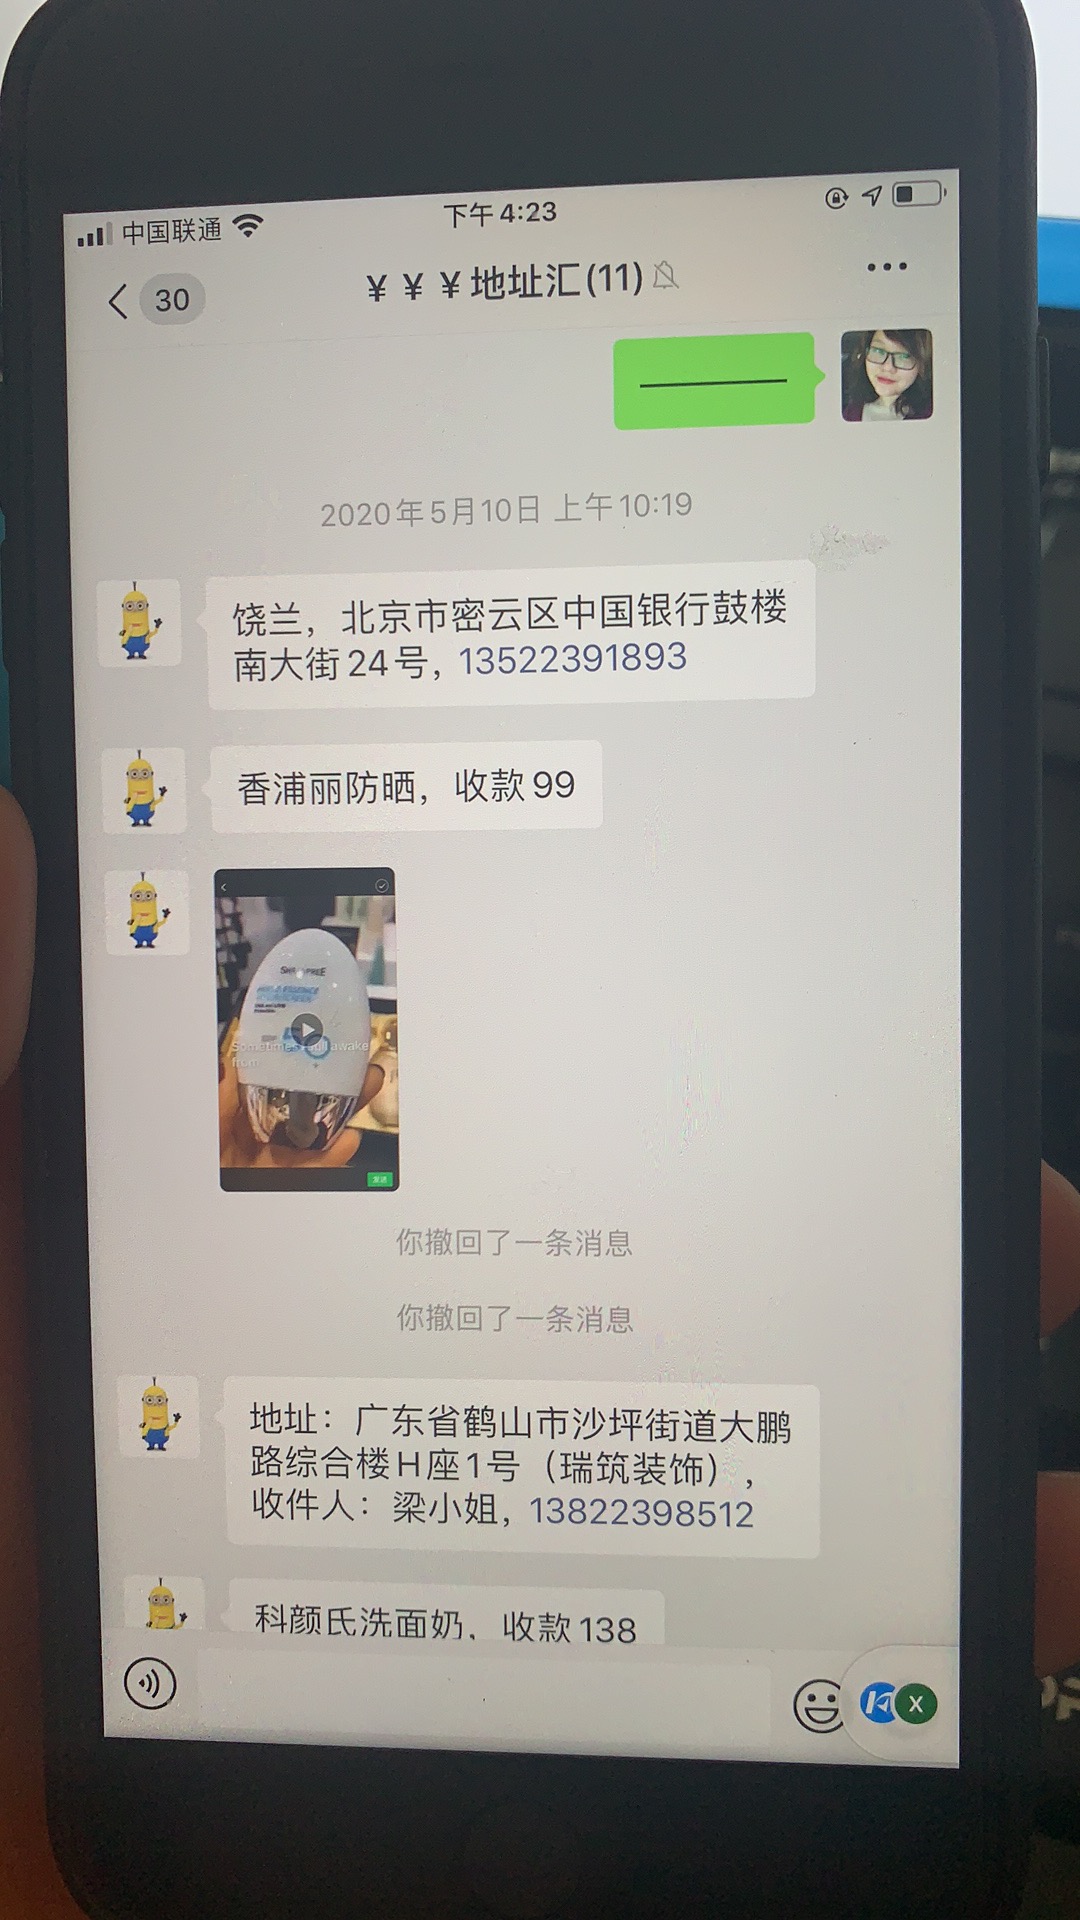 中国联通
下午 4:23
30
￥￥￥地址汇(11)
2020年5月10日 上午10:19
饶兰，北京市密云区中国银行鼓楼
南大街24号，13522391893
香浦丽防晒，收款99
Sometimes I still awake
from
发送
你撤回了一条消息
你撤回了一条消息
地址：广东省鹤山市沙坪街道大鹏
路综合楼H座1号（瑞筑装饰），
收件人：梁小姐，13822398512
科颜氏洗面奶，收款138
X